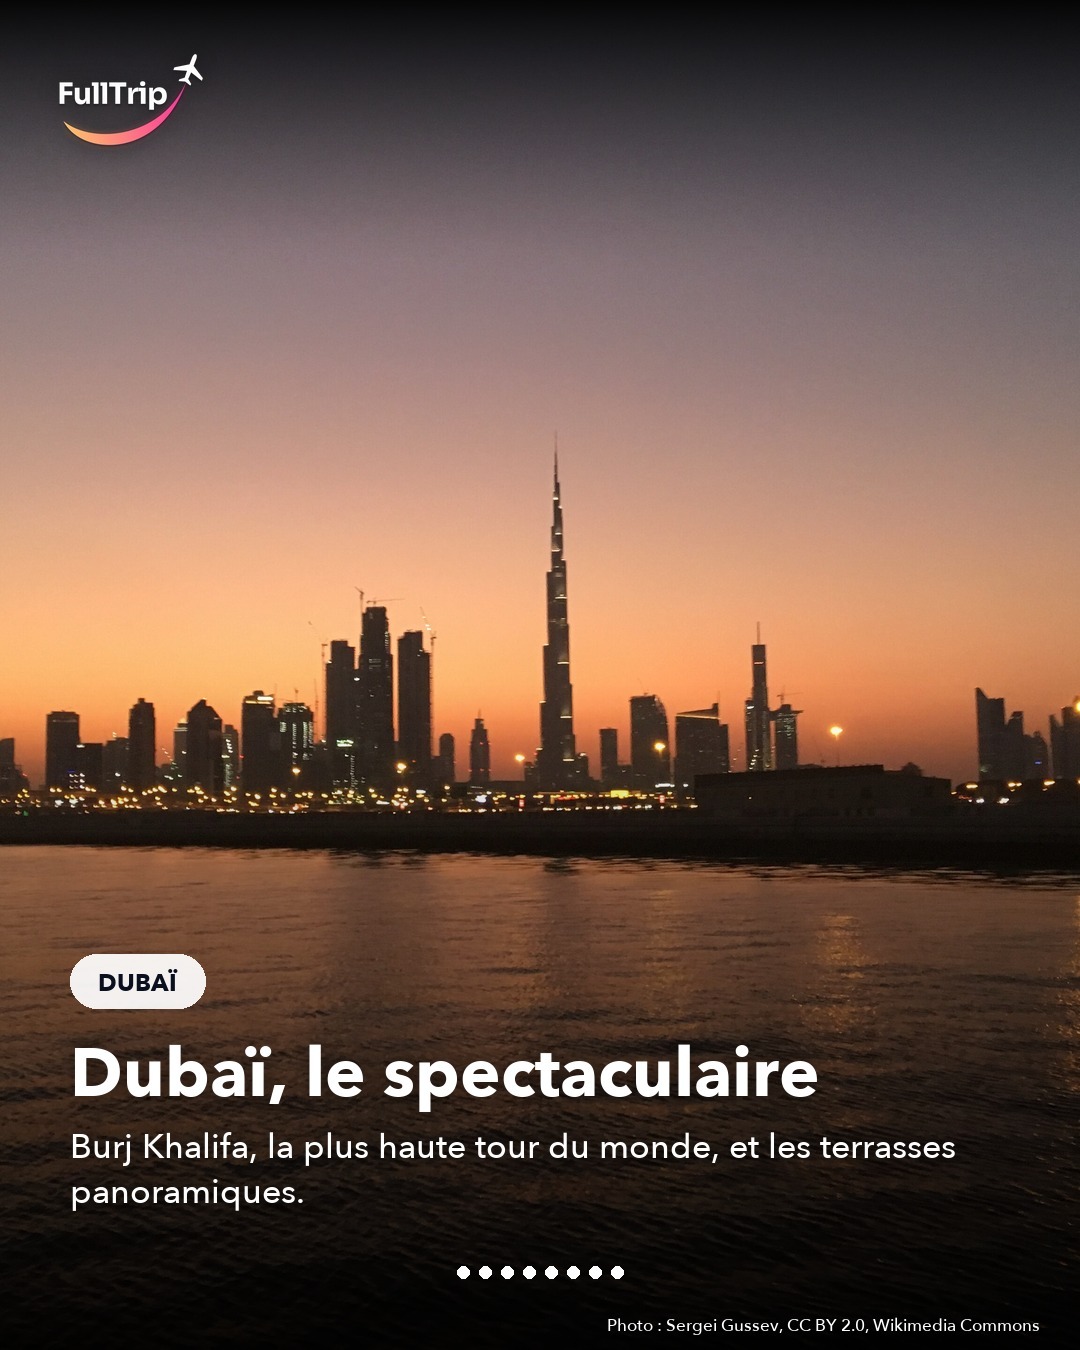 FullTrip
DUBAÏ
Dubaï, le spectaculaire
Burj Khalifa, la plus haute tour du monde, et les terrasses
panoramiques.
Photo : Sergei Gussev, CC BY 2.0, Wikimedia Commons